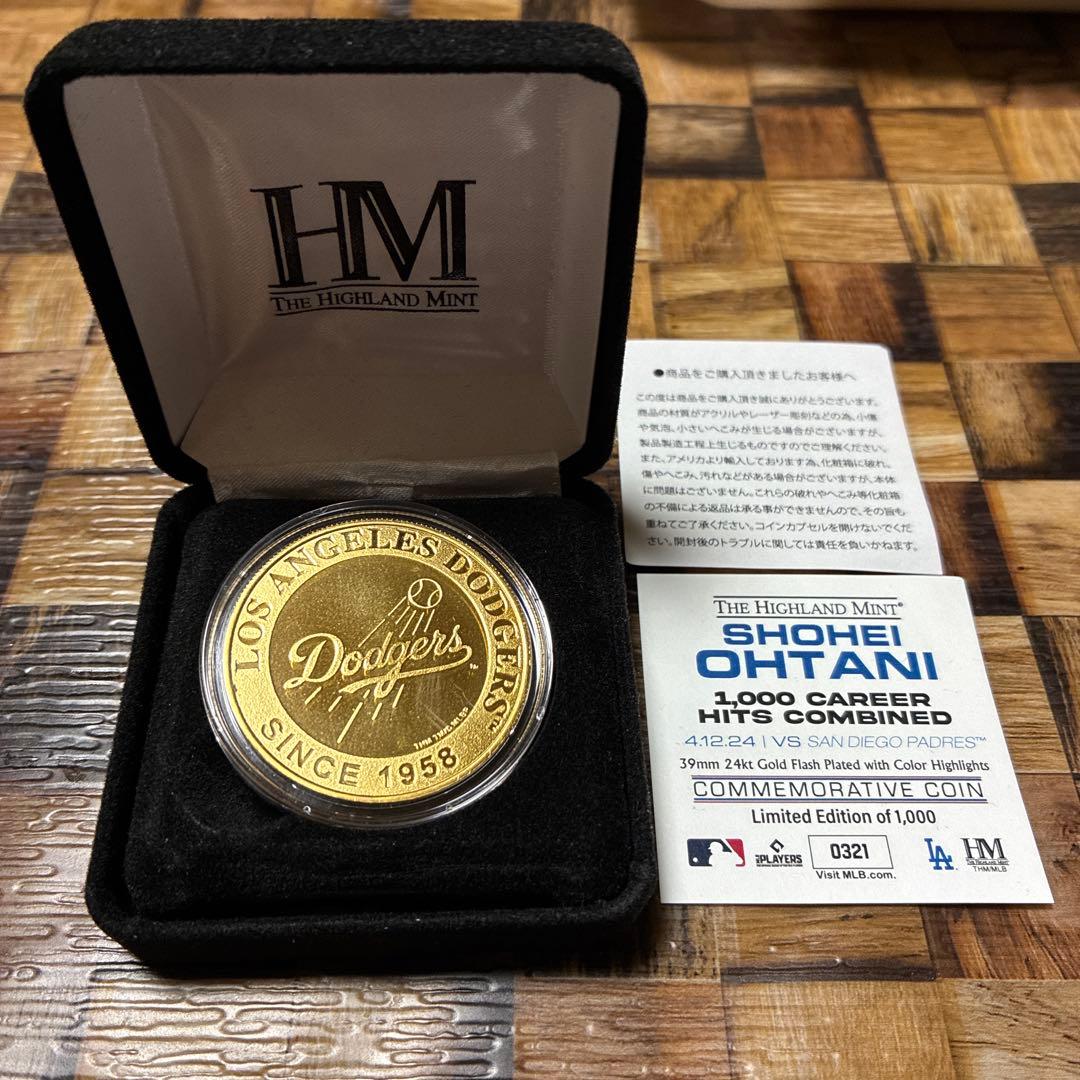 HM
THE HIGHLAND MINT
LOS ANGELES DODGERS™
Dodgers™
THM TM/©MLBP
SINCE 1958
●商品をご購入頂きましたお客様へ
この度は商品をご購入頂き誠にありがとうございます。
商品の材質がアクリルやレーザー彫刻などの為、小傷
や気泡、小さいへこみが生じる場合がございますが、
製品製造工程上生じるものですのでご理解ください。
また、アメリカより輸入しております為、化粧箱に破れ、
傷やへこみ、汚れなどがある場合がございますが、本体
に問題はございません。これらの破れやへこみ等化粧箱
の不備による返品は承る事ができませんので、その旨も
重ねてご了承ください。コインカプセルを開けないでくだ
さい。開封後のトラブルに関しては責任を負いかねます。
THE HIGHLAND MINT®
SHOHEI
OHTANI
1,000 CAREER
HITS COMBINED
4.12.24 | VS SAN DIEGO PADRES™
39mm 24kt Gold Flash Plated with Color Highlights
COMMEMORATIVE COIN
Limited Edition of 1,000
MLB PLAYERS
0321
Visit MLB.com.
LA
HM
THE HIGHLAND MINT
THM/MLB